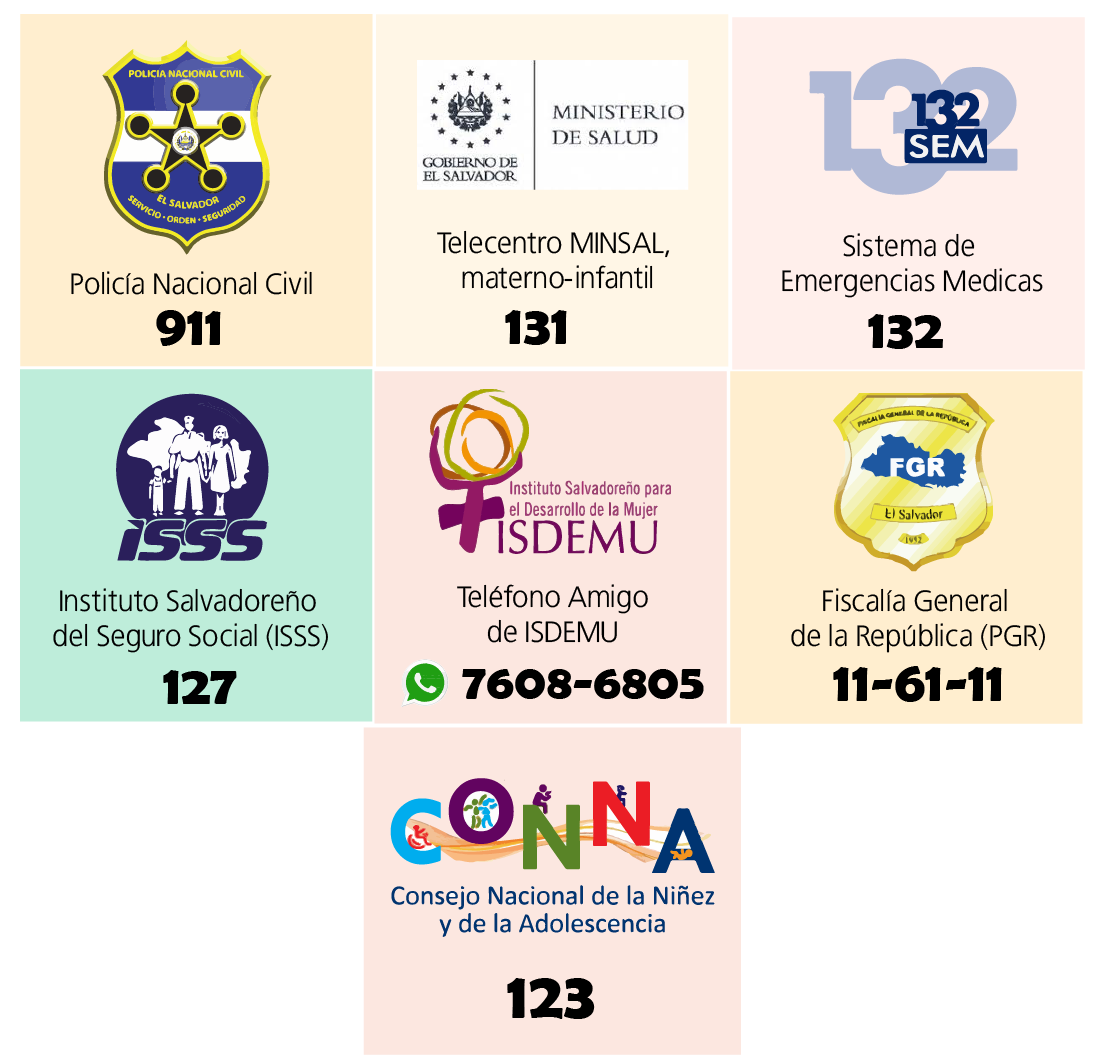 POLICIA NACIONAL CIVIL
EL SALVADOR
SERVICIO · ORDEN · SEGURIDAD
Policía Nacional Civil
911
GOBIERNO DE
EL SALVADOR
MINISTERIO
DE SALUD
Telecentro MINSAL,
materno-infantil
131
132
132
SEM
Sistema de
Emergencias Medicas
132
ISSS
Instituto Salvadoreño
del Seguro Social (ISSS)
127
Instituto Salvadoreño para
el Desarrollo de la Mujer
ISDEMU
Teléfono Amigo
de ISDEMU
7608-6805
FISCALIA GENERAL DE LA REPÚBLICA
FGR
El Salvador
1952
Fiscalía General
de la República (PGR)
11-61-11
CONNA
Consejo Nacional de la Niñez
y de la Adolescencia
123